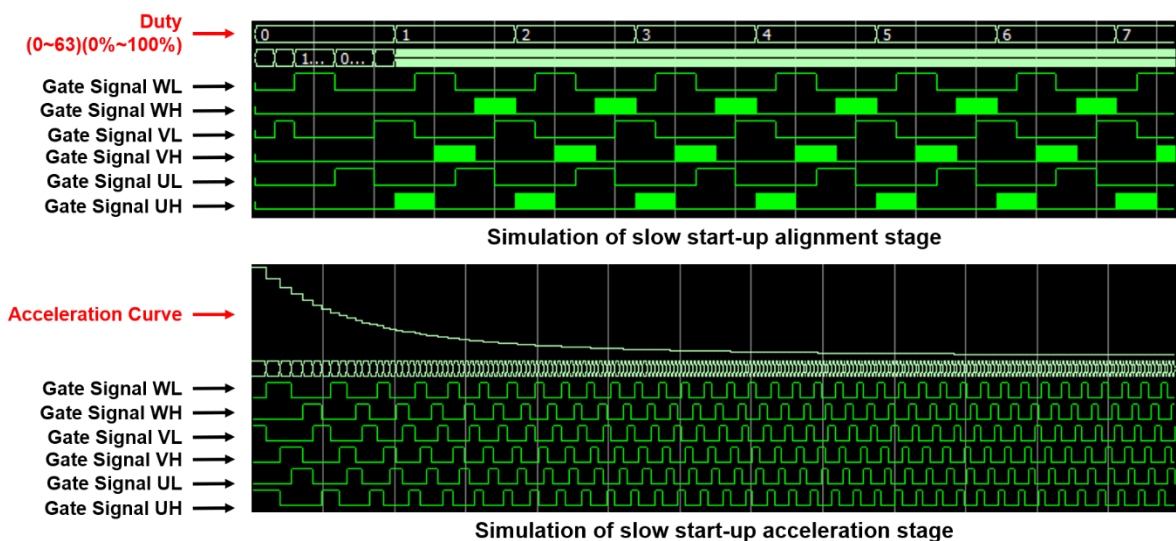 Duty
(0~63)(0%~100%)
0 1 2 3 4 5 6 7
1... 0...
Gate Signal WL
Gate Signal WH
Gate Signal VL
Gate Signal VH
Gate Signal UL
Gate Signal UH
Simulation of slow start-up alignment stage
Acceleration Curve
Gate Signal WL
Gate Signal WH
Gate Signal VL
Gate Signal VH
Gate Signal UL
Gate Signal UH
Simulation of slow start-up acceleration stage